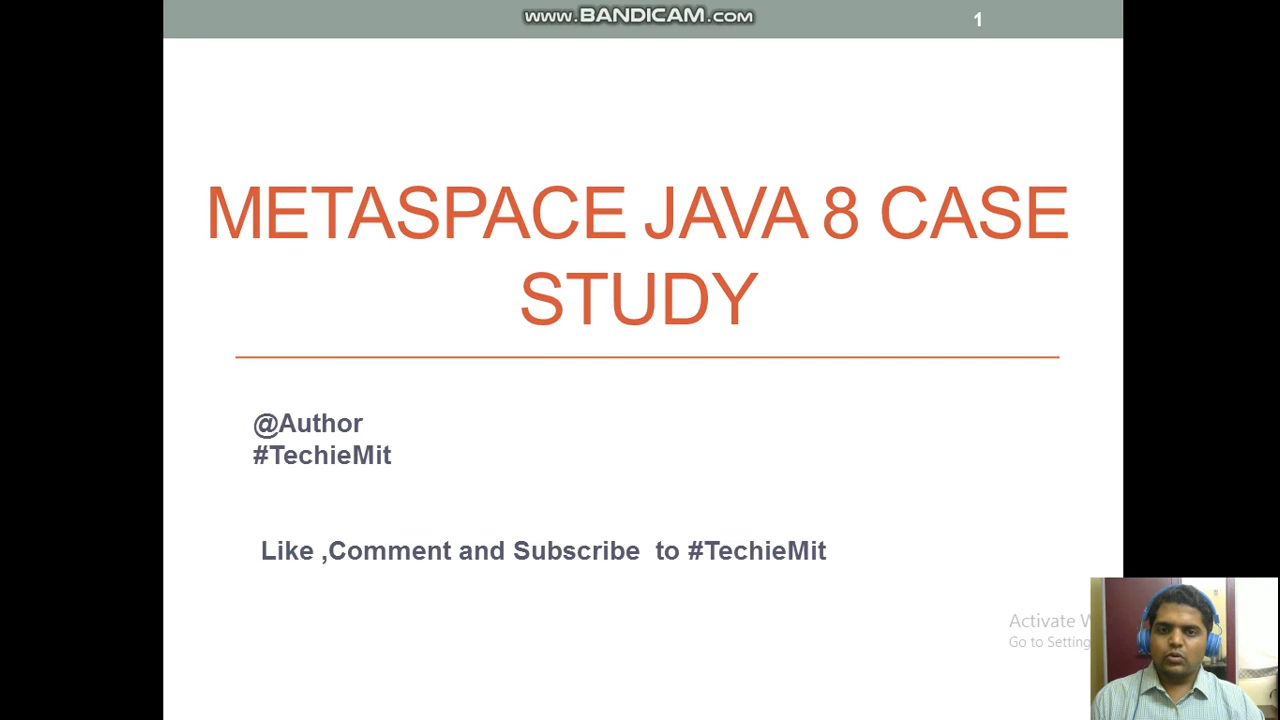 www.BANDICAM.com
1
METASPACE JAVA 8 CASE
STUDY
@Author
#TechieMit
Like ,Comment and Subscribe  to #TechieMit
Activate
Go to Setting